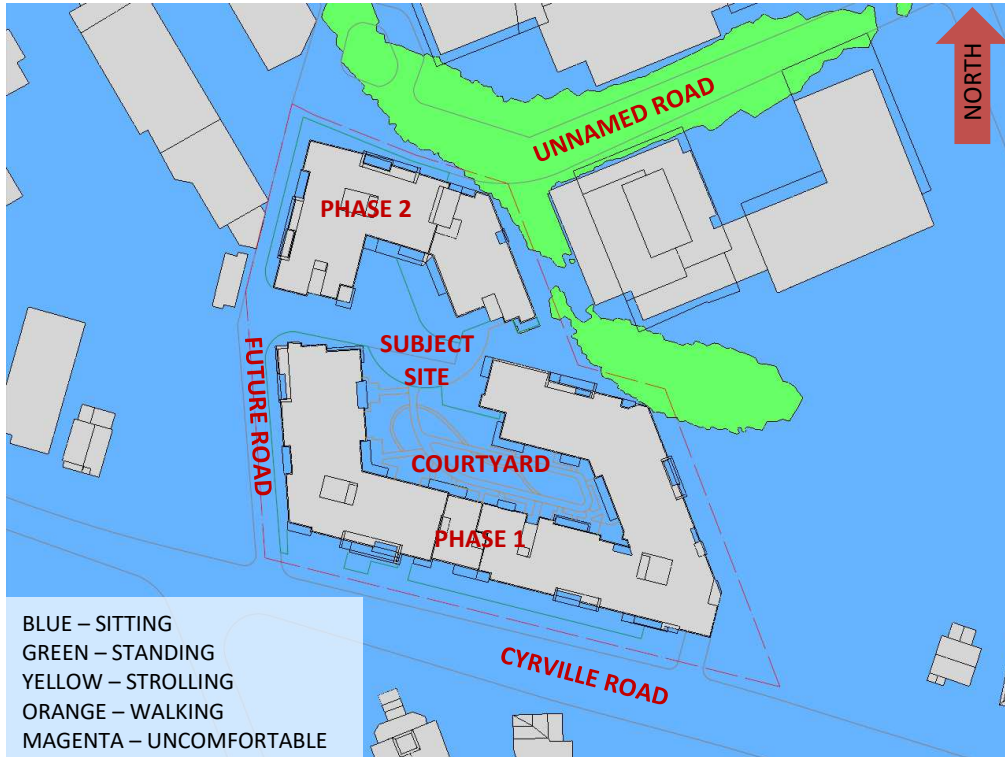 NORTH
UNNAMED ROAD
PHASE 2
SUBJECT
SITE
FUTURE ROAD
COURTYARD
PHASE 1
CYRVILLE ROAD
BLUE – SITTING
GREEN – STANDING
YELLOW – STROLLING
ORANGE – WALKING
MAGENTA – UNCOMFORTABLE